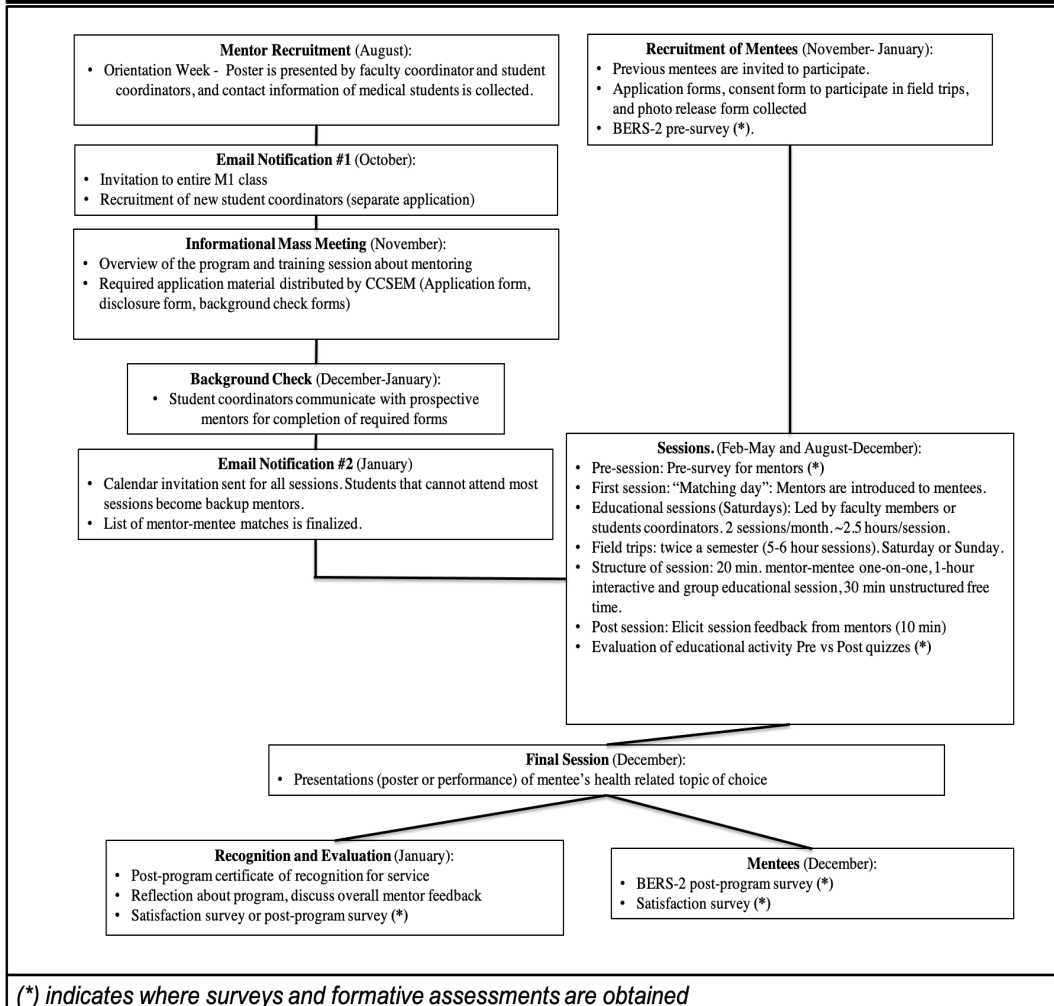 Mentor Recruitment (August):
• Orientation Week - Poster is presented by faculty coordinator and student
coordinators, and contact information of medical students is collected.
Email Notification #1 (October):
• Invitation to entire M1 class
• Recruitment of new student coordinators (separate application)
Informational Mass Meeting (November):
• Overview of the program and training session about mentoring
• Required application material distributed by CCSEM (Application form,
disclosure form, background check forms)
Background Check (December-January):
• Student coordinators communicate with prospective
mentors for completion of required forms
Email Notification #2 (January)
• Calendar invitation sent for all sessions. Students that cannot attend most
sessions become backup mentors.
• List of mentor-mentee matches is finalized.
Recruitment of Mentees (November- January):
• Previous mentees are invited to participate.
• Application forms, consent form to participate in field trips,
and photo release form collected
• BERS-2 pre-survey (*).
Sessions. (Feb-May and August-December):
• Pre-session: Pre-survey for mentors (*)
• First session: “Matching day”: Mentors are introduced to mentees.
• Educational sessions (Saturdays): Led by faculty members or
students coordinators. 2 sessions/month. ~2.5 hours/session.
• Field trips: twice a semester (5-6 hour sessions). Saturday or Sunday.
• Structure of session: 20 min. mentor-mentee one-on-one, 1-hour
interactive and group educational session, 30 min unstructured free
time.
• Post session: Elicit session feedback from mentors (10 min)
• Evaluation of educational activity Pre vs Post quizzes (*)
Final Session (December):
• Presentations (poster or performance) of mentee’s health related topic of choice
Recognition and Evaluation (January):
• Post-program certificate of recognition for service
• Reflection about program, discuss overall mentor feedback
• Satisfaction survey or post-program survey (*)
Mentees (December):
• BERS-2 post-program survey (*)
• Satisfaction survey (*)
(*) indicates where surveys and formative assessments are obtained